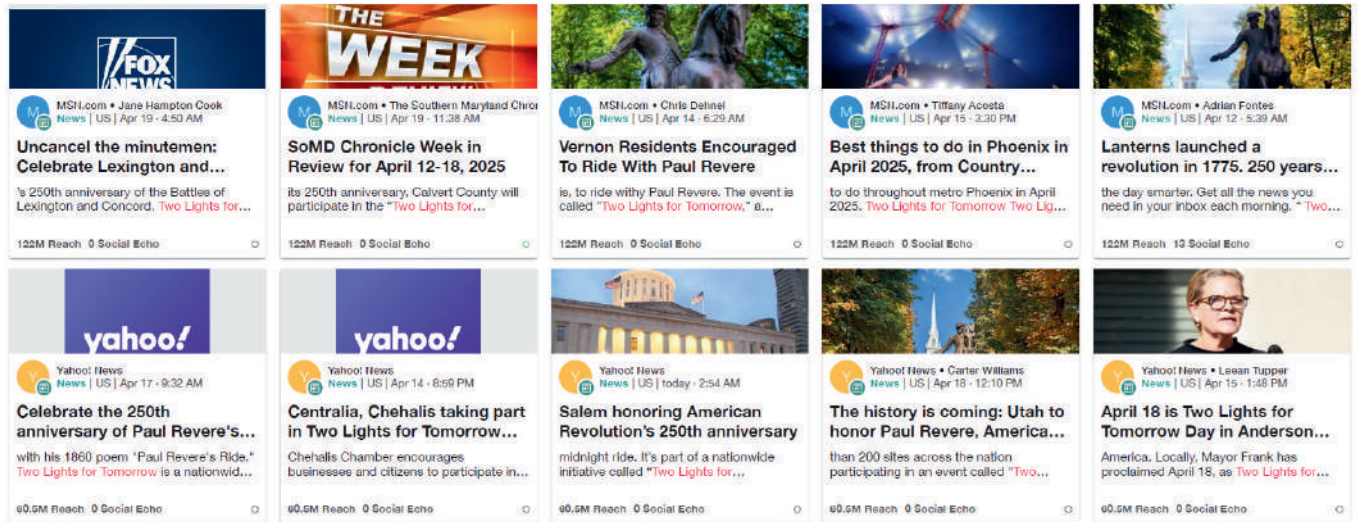 FOX
NEWS
MSN.com • Jane Hampton Cook
News | US | Apr 19 - 4:50 AM
Uncancel the minutemen:
Celebrate Lexington and...
's 250th anniversary of the Battles of
Lexington and Concord. Two Lights for...
122M Reach 0 Social Echo
THE
WEEK
MSN.com • The Southern Maryland Chror
News | US | Apr 19 - 11:38 AM
SoMD Chronicle Week in
Review for April 12-18, 2025
its 250th anniversary, Calvert County will
participate in the "Two Lights for...
122M Reach 0 Social Echo
MSN.com • Chris Dehnel
News | US | Apr 14 - 6:29 AM
Vernon Residents Encouraged
To Ride With Paul Revere
is, to ride withy Paul Revere. The event is
called "Two Lights for Tomorrow," a...
122M Reach 0 Social Echo
MSN.com • Tiffany Acosta
News | US | Apr 15 - 3:30 PM
Best things to do in Phoenix in
April 2025, from Country...
to do throughout metro Phoenix in April
2025. Two Lights for Tomorrow Two Lig...
122M Reach 0 Social Echo
MSN.com • Adrian Fontes
News | US | Apr 12 - 5:39 AM
Lanterns launched a
revolution in 1775. 250 years...
the day smarter. Get all the news you
need in your inbox each morning. " Two...
122M Reach 13 Social Echo
yahoo!
Yahoo! News
News | US | Apr 17 - 9:32 AM
Celebrate the 250th
anniversary of Paul Revere's...
with his 1860 poem "Paul Revere's Ride."
Two Lights for Tomorrow is a nationwid...
60.5M Reach 0 Social Echo
yahoo!
Yahoo! News
News | US | Apr 14 - 8:59 PM
Centralia, Chehalis taking part
in Two Lights for Tomorrow...
Chehalis Chamber encourages
businesses and citizens to participate in...
60.5M Reach 0 Social Echo
Yahoo! News
News | US | today - 2:54 AM
Salem honoring American
Revolution's 250th anniversary
midnight ride. It's part of a nationwide
initiative called "Two Lights for...
60.5M Reach 0 Social Echo
Yahoo! News • Carter Williams
News | US | Apr 18 - 12:10 PM
The history is coming: Utah to
honor Paul Revere, America...
than 200 sites across the nation
participating in an event called "Two...
60.5M Reach 0 Social Echo
Yahoo! News • Leean Tupper
News | US | Apr 15 - 1:48 PM
April 18 is Two Lights for
Tomorrow Day in Anderson...
America. Locally, Mayor Frank has
proclaimed April 18, as Two Lights for...
60.5M Reach 0 Social Echo